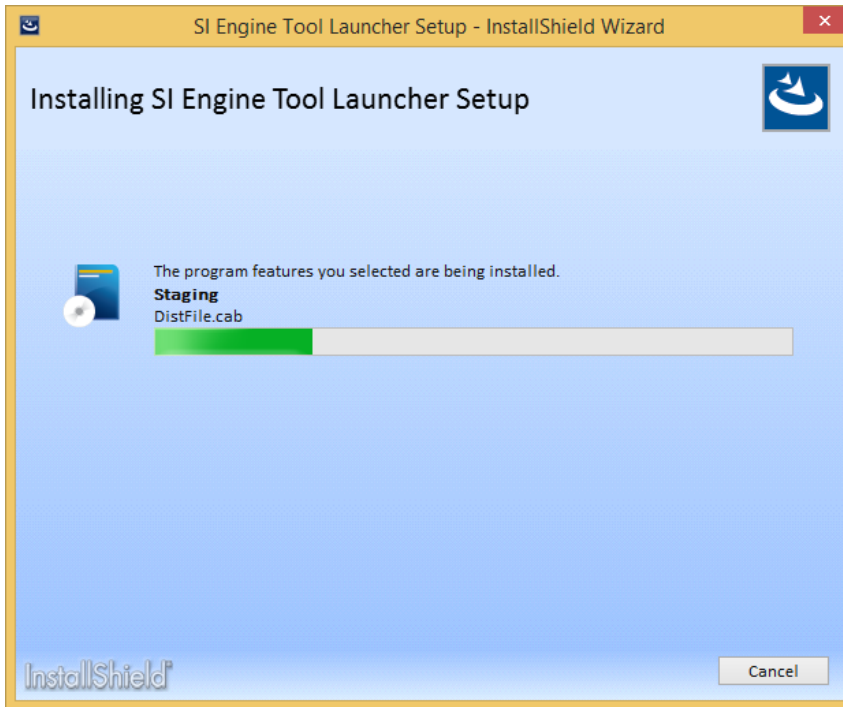 SI Engine Tool Launcher Setup - InstallShield Wizard
Installing SI Engine Tool Launcher Setup
The program features you selected are being installed.
Staging
DistFile.cab
InstallShield®
Cancel